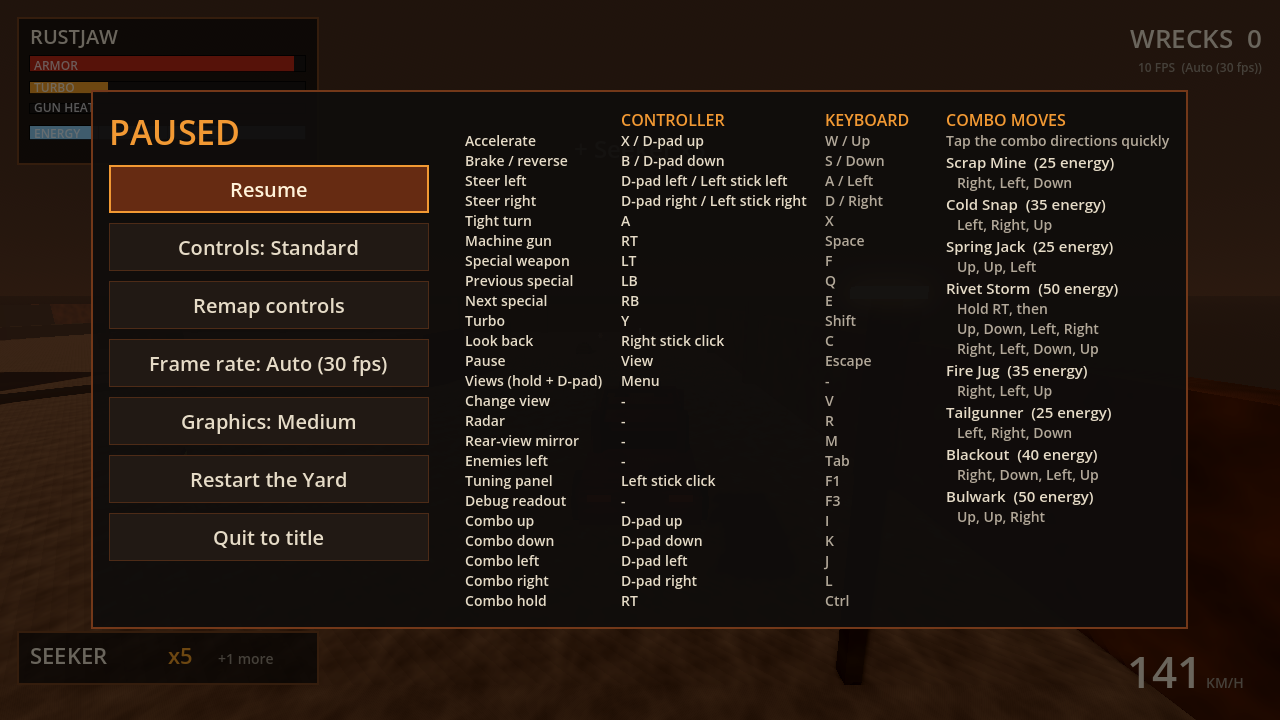 RUSTJAW
ARMOR
TURBO
GUN HEAT
ENERGY
WRECKS 0
10 FPS (Auto (30 fps))
PAUSED
Resume
Controls: Standard
Remap controls
Frame rate: Auto (30 fps)
Graphics: Medium
Restart the Yard
Quit to title
CONTROLLER KEYBOARD
Accelerate X / D-pad up W / Up
Brake / reverse B / D-pad down S / Down
Steer left D-pad left / Left stick left A / Left
Steer right D-pad right / Left stick right D / Right
Tight turn A X
Machine gun RT Space
Special weapon LT F
Previous special LB Q
Next special RB E
Turbo Y Shift
Look back Right stick click C
Pause View Escape
Views (hold + D-pad) Menu -
Change view - V
Radar - R
Rear-view mirror - M
Enemies left - Tab
Tuning panel Left stick click F1
Debug readout - F3
Combo up D-pad up I
Combo down D-pad down K
Combo left D-pad left J
Combo right D-pad right L
Combo hold RT Ctrl
COMBO MOVES
Tap the combo directions quickly
Scrap Mine (25 energy)
Right, Left, Down
Cold Snap (35 energy)
Left, Right, Up
Spring Jack (25 energy)
Up, Up, Left
Rivet Storm (50 energy)
Hold RT, then
Up, Down, Left, Right
Right, Left, Down, Up
Fire Jug (35 energy)
Right, Left, Up
Tailgunner (25 energy)
Left, Right, Down
Blackout (40 energy)
Right, Down, Left, Up
Bulwark (50 energy)
Up, Up, Right
SEEKER x5 +1 more
141 KM/H